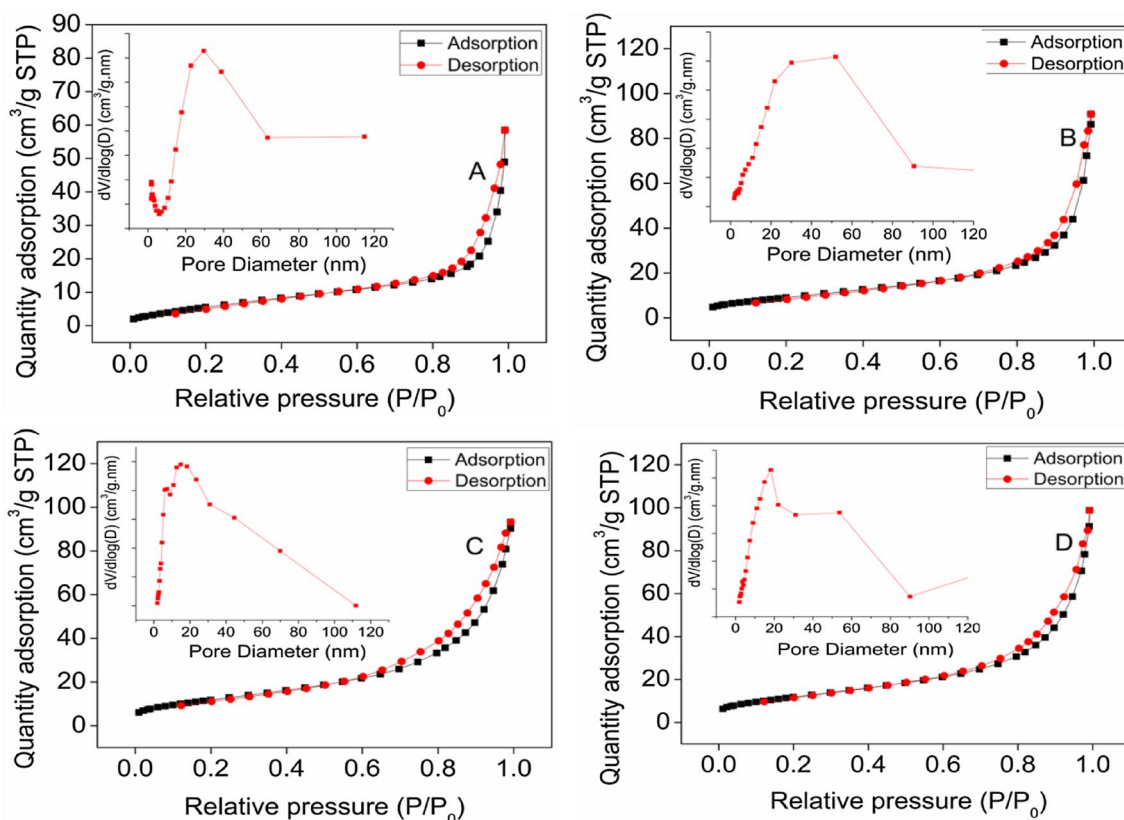 Quantity adsorption (cm³/g STP)
90
80
70
60
50
40
30
20
10
0
0.0 0.2 0.4 0.6 0.8 1.0
Relative pressure (P/P₀)
Adsorption
Desorption
A
dV/dlog(D) (cm³/g.nm)
0 20 40 60 80 100 120
Pore Diameter (nm)
Quantity adsorption (cm³/g STP)
120
100
80
60
40
20
0
0.0 0.2 0.4 0.6 0.8 1.0
Relative pressure (P/P₀)
Adsorption
Desorption
B
dV/dlog(D) (cm³/g.nm)
0 20 40 60 80 100 120
Pore Diameter (nm)
Quantity adsorption (cm³/g STP)
120
100
80
60
40
20
0
0.0 0.2 0.4 0.6 0.8 1.0
Relative pressure (P/P₀)
Adsorption
Desorption
C
dV/dlog(D) (cm³/g.nm)
0 20 40 60 80 100 120
Pore Diameter (nm)
Quantity adsorption (cm³/g STP)
120
100
80
60
40
20
0
0.0 0.2 0.4 0.6 0.8 1.0
Relative pressure (P/P₀)
Adsorption
Desorption
D
dV/dlog(D) (cm³/g.nm)
0 20 40 60 80 100 120
Pore Diameter (nm)